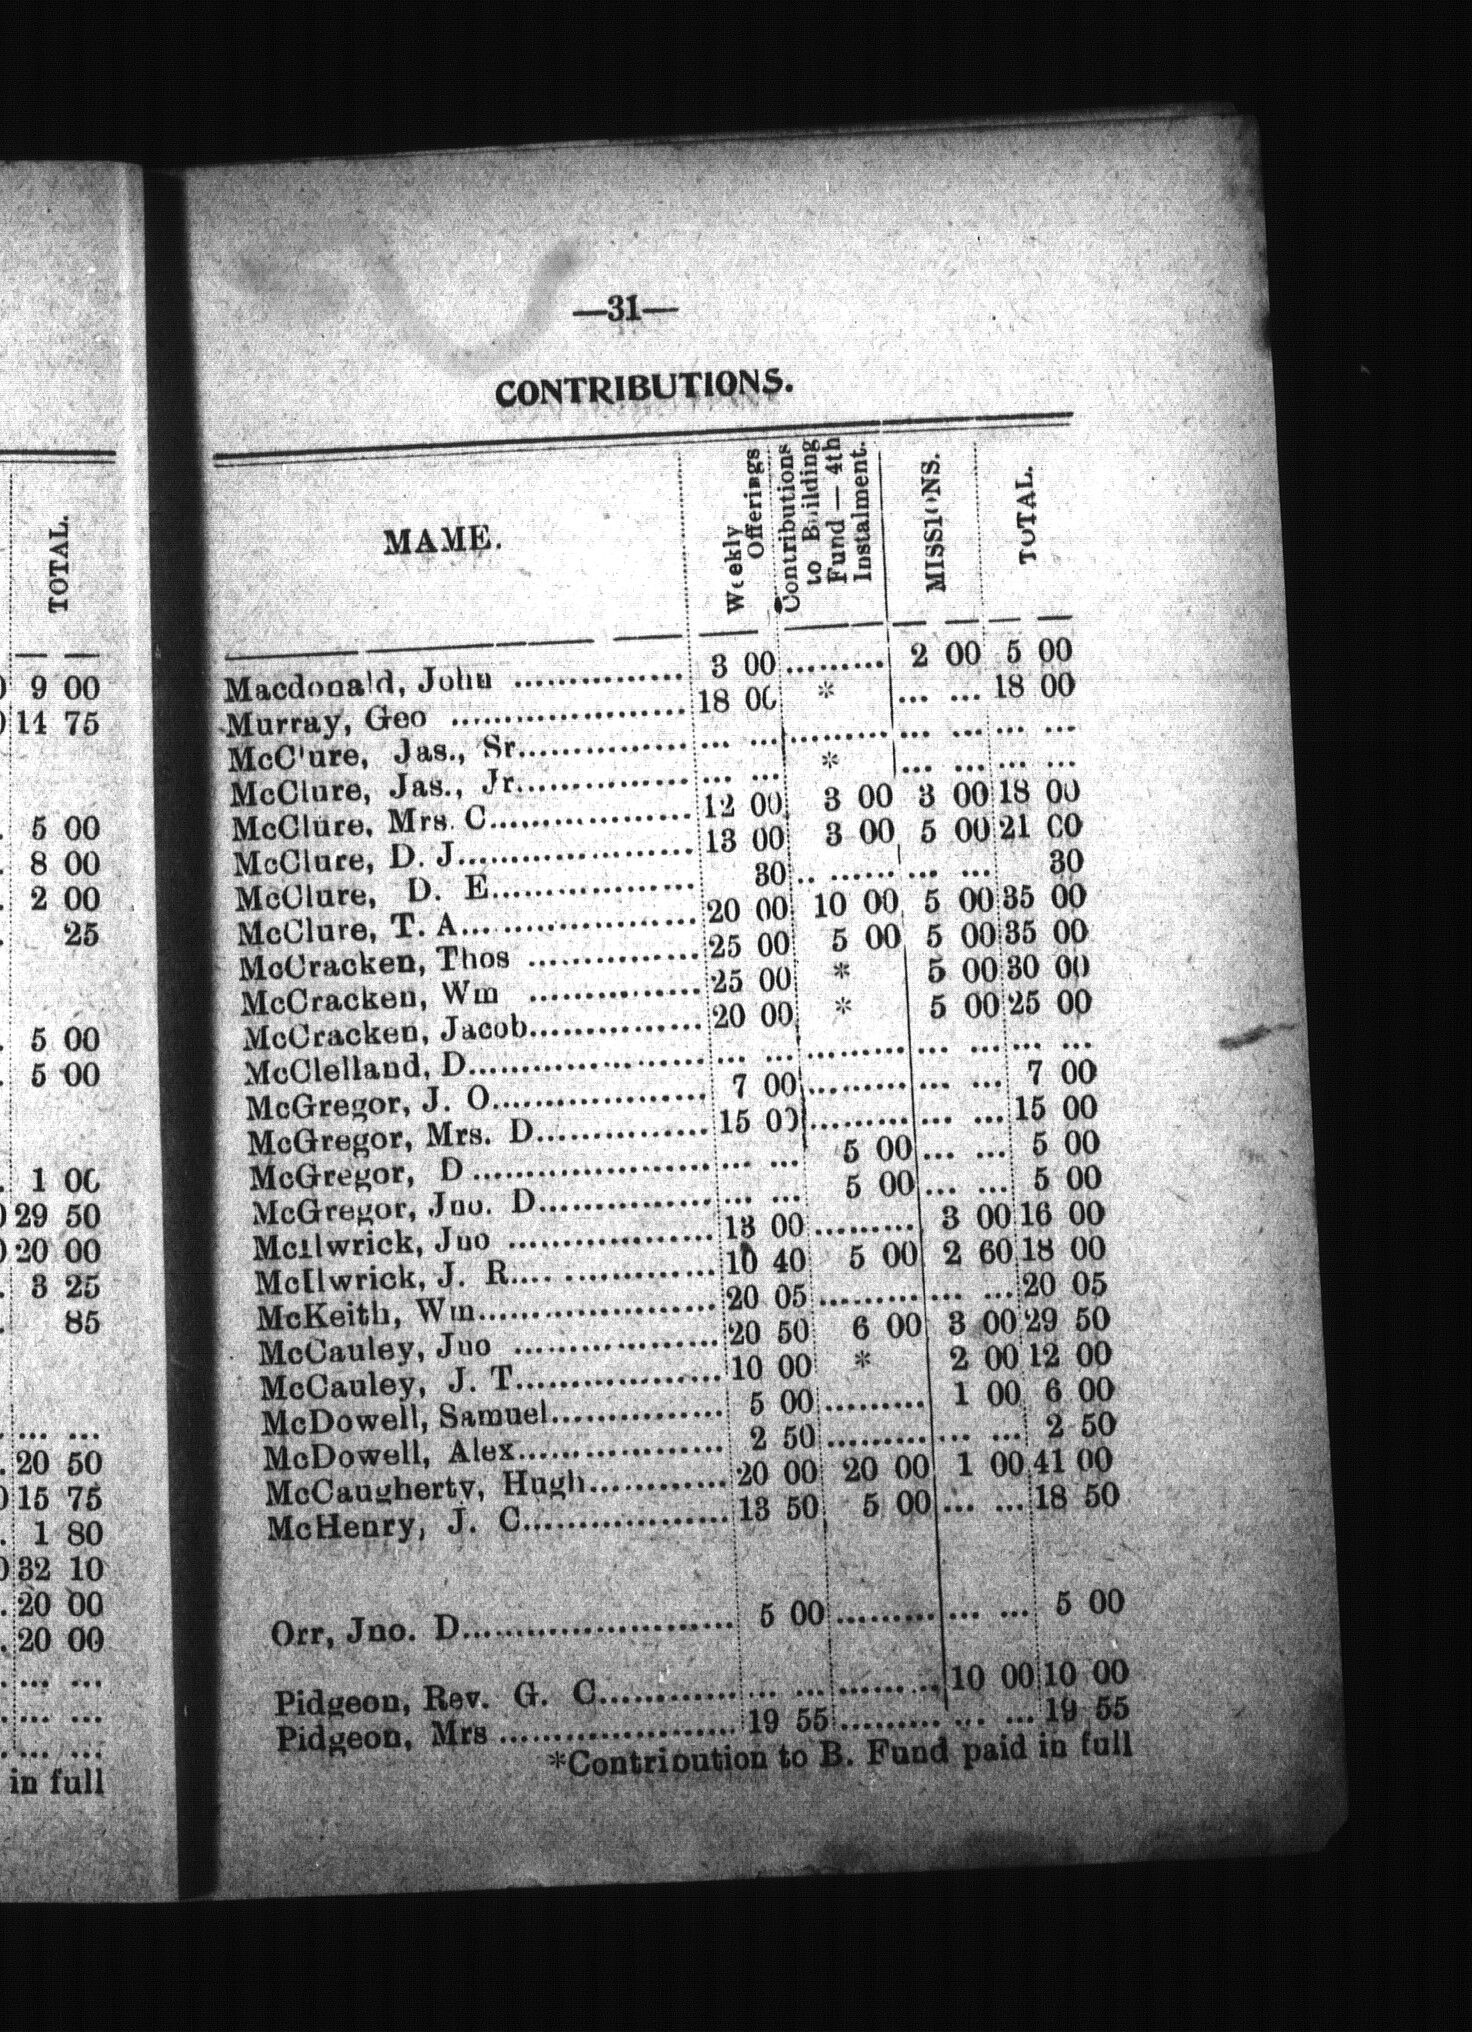 TOTAL.
9 00
14 75
5 00
8 00
2 00
25
5 00
5 00
1 00
29 50
20 00
3 25
85
... ...
20 50
15 75
1 80
32 10
20 00
20 00
... ...
... ...
... ...
in full
—31—
CONTRIBUTIONS.
MAME. Weekly Offerings Contributions to Building Fund — 4th Instalment. MISSIONS. TOTAL.
Macdonald, John ............... 3 00 ......... 2 00 5 00
Murray, Geo ..................... 18 00 * ... ... 18 00
McC'ure, Jas., Sr............... ... ... ......... ... ... ... ...
McClure, Jas., Jr............... ... ... * ... ... ... ...
McClure, Mrs. C.................. 12 00 3 00 3 00 18 00
McClure, D. J..................... 13 00 3 00 5 00 21 00
McClure, D. E.................. 30 .. ...... ... ... 30
McClure, T. A..................... 20 00 10 00 5 00 35 00
McCracken, Thos ............... 25 00 5 00 5 00 35 00
McCracken, Wm ............... 25 00 * 5 00 30 00
McCracken, Jacob............... 20 00 * 5 00 25 00
McClelland, D..................... ... ... ......... ... ... ... ...
McGregor, J. O................... 7 00 ......... ... ... 7 00
McGregor, Mrs. D............... 15 00 ......... ... ... 15 00
McGregor, D ..................... ... ... 5 00 ... ... 5 00
McGregor, Jno. D............... ... ... 5 00 ... ... 5 00
McIlwrick, Jno .................. 13 00 ......... 3 00 16 00
McIlwrick, J. R.................. 10 40 5 00 2 60 18 00
McKeith, Wm..................... 20 05 ......... ... ... 20 05
McCauley, Jno .................. 20 50 6 00 3 00 29 50
McCauley, J. T.................. 10 00 * 2 00 12 00
McDowell, Samuel............... 5 00 ......... 1 00 6 00
McDowell, Alex.................. 2 50 ......... ... ... 2 50
McCaugherty, Hugh............ 20 00 20 00 1 00 41 00
McHenry, J. C.................. 13 50 5 00 ... ... 18 50
Orr, Jno. D........................ 5 00 ......... ... ... 5 00
Pidgeon, Rev. G. C............ ... ... ......... 10 00 10 00
Pidgeon, Mrs ..................... 19 55 ......... ... ... 19 55
*Contribution to B. Fund paid in full